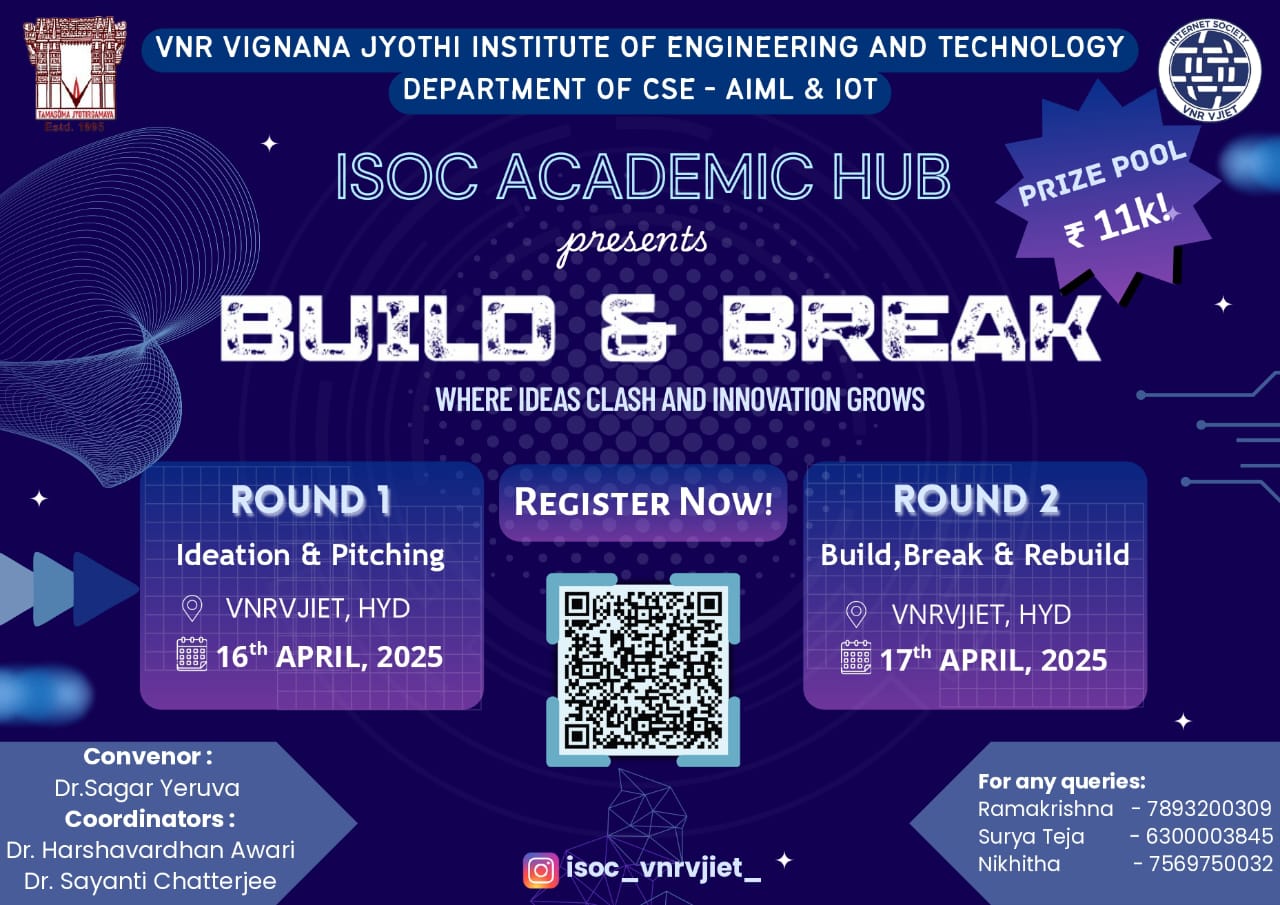 VNR VIGNANA JYOTHI INSTITUTE OF ENGINEERING AND TECHNOLOGY
DEPARTMENT OF CSE - AIML & IOT
TAMASOMA JYOTIRGAMAYA
Estd. 1995
INTERNET SOCIETY
VNR VJIET
ISOC ACADEMIC HUB
presents
PRIZE POOL
₹ 11k!
BUILD & BREAK
WHERE IDEAS CLASH AND INNOVATION GROWS
ROUND 1
Ideation & Pitching
VNRVJIET, HYD
16th APRIL, 2025
REGISTER NOW!
ROUND 2
Build,Break & Rebuild
VNRVJIET, HYD
17th APRIL, 2025
Convenor :
Dr.Sagar Yeruva
Coordinators :
Dr. Harshavardhan Awari
Dr. Sayanti Chatterjee
isoc_vnrvjiet_
For any queries:
Ramakrishna - 7893200309
Surya Teja - 6300003845
Nikhitha - 7569750032